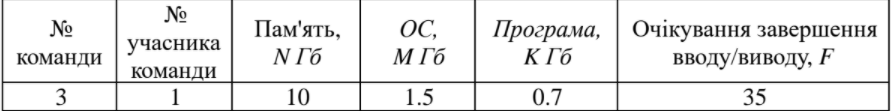 №
команди
№
учасника
команди
Пам'ять,
N Гб
ОС,
М Гб
Програма,
К Гб
Очікування завершення
вводу/виводу, F
3 1 10 1.5 0.7 35